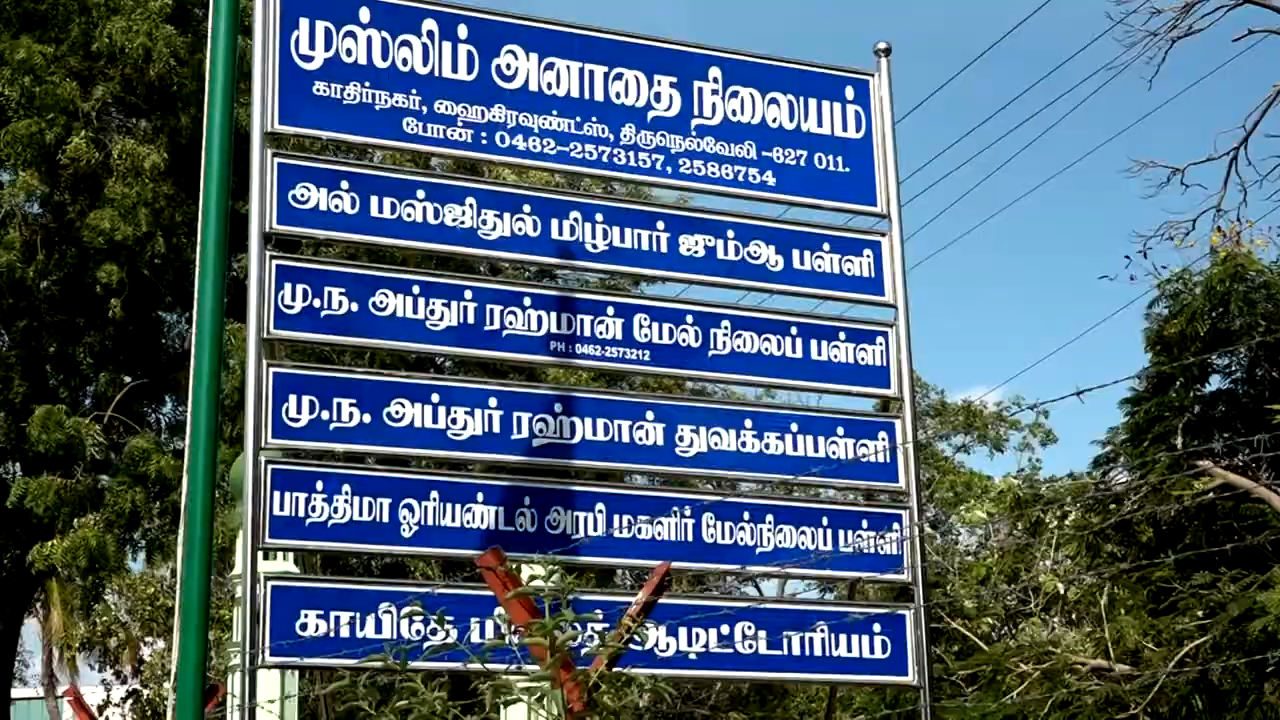 முஸ்லிம் அனாதை நிலையம்
காதிர்நகர், ஹைகிரவுண்ட்ஸ், திருநெல்வேலி -627 011.
போன் : 0462-2573157, 2586754
அல் மஸ்ஜிதுல் மிழ்பார் ஜும்ஆ பள்ளி
மு.ந. அப்துர் ரஹ்மான் மேல் நிலைப் பள்ளி
PH : 0462-2573212
மு.ந. அப்துர் ரஹ்மான் துவக்கப்பள்ளி
பாத்திமா ஓரியண்டல் அரபி மகளிர் மேல்நிலைப் பள்ளி
காயிதே ஆடிட்டோரியம்